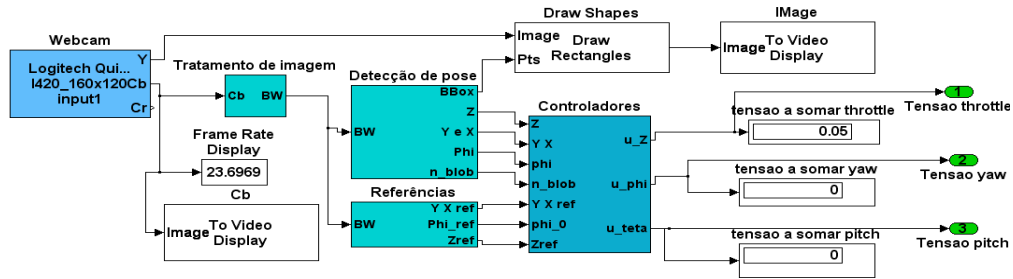 Webcam
Logitech Qui...
I420_160x120
input1
Y
Cb
Cr
Tratamento de imagem
Cb
BW
Frame Rate
Display
23.6969
Cb
Image
To Video
Display
Detecção de pose
BW
BBox
Z
Y e X
Phi
n_blob
Referências
BW
Y X ref
Phi_ref
Zref
Draw Shapes
Image
Pts
Draw
Rectangles
IMage
Image
To Video
Display
Controladores
Z
Y X
phi
n_blob
Y X ref
phi_0
Zref
u_Z
u_phi
u_teta
tensao a somar throttle
0.05
1
Tensao throttle
tensao a somar yaw
0
2
Tensao yaw
tensao a somar pitch
0
3
Tensao pitch